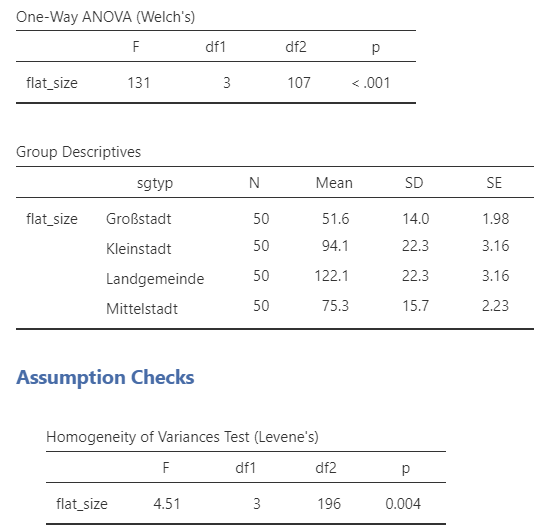 One-Way ANOVA (Welch's)
F df1 df2 p
flat_size 131 3 107 < .001
Group Descriptives
sgtyp N Mean SD SE
flat_size Großstadt 50 51.6 14.0 1.98
Kleinstadt 50 94.1 22.3 3.16
Landgemeinde 50 122.1 22.3 3.16
Mittelstadt 50 75.3 15.7 2.23
Assumption Checks
Homogeneity of Variances Test (Levene's)
F df1 df2 p
flat_size 4.51 3 196 0.004